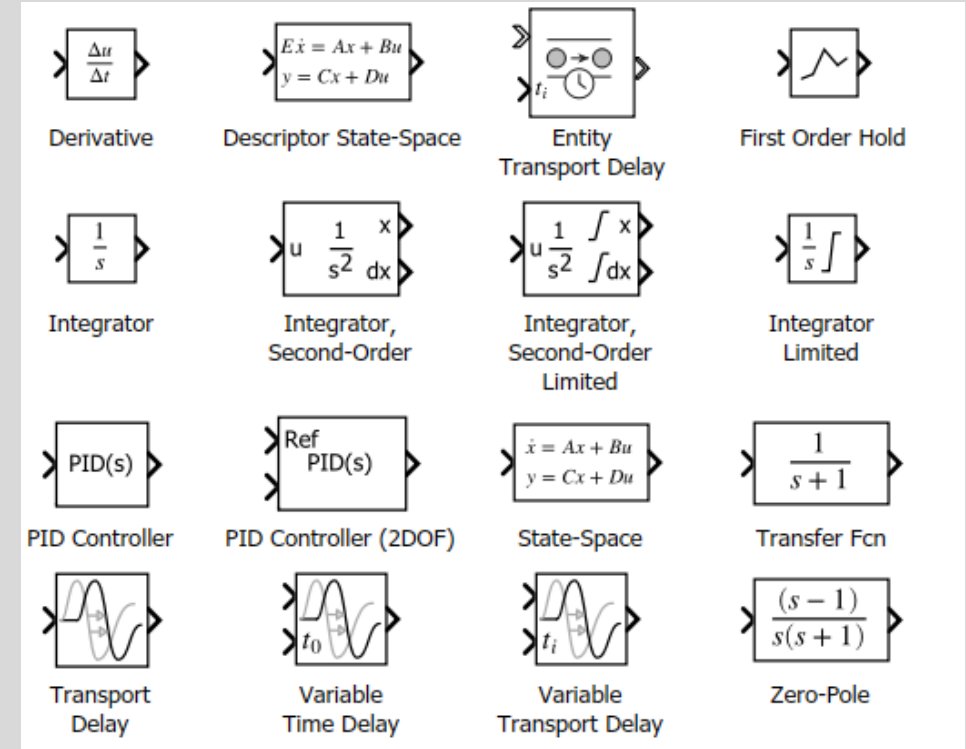 Δu
Δt
Derivative
Eẋ = Ax + Bu
y = Cx + Du
Descriptor State-Space
tᵢ
Entity
Transport Delay
First Order Hold
1
s
Integrator
u 1 x
s² dx
Integrator,
Second-Order
u 1 ∫ x
s² ∫dx
Integrator,
Second-Order
Limited
1
s ∫
Integrator
Limited
PID(s)
PID Controller
Ref
PID(s)
PID Controller (2DOF)
ẋ = Ax + Bu
y = Cx + Du
State-Space
1
s + 1
Transfer Fcn
Transport
Delay
t₀
Variable
Time Delay
tᵢ
Variable
Transport Delay
(s − 1)
s(s + 1)
Zero-Pole